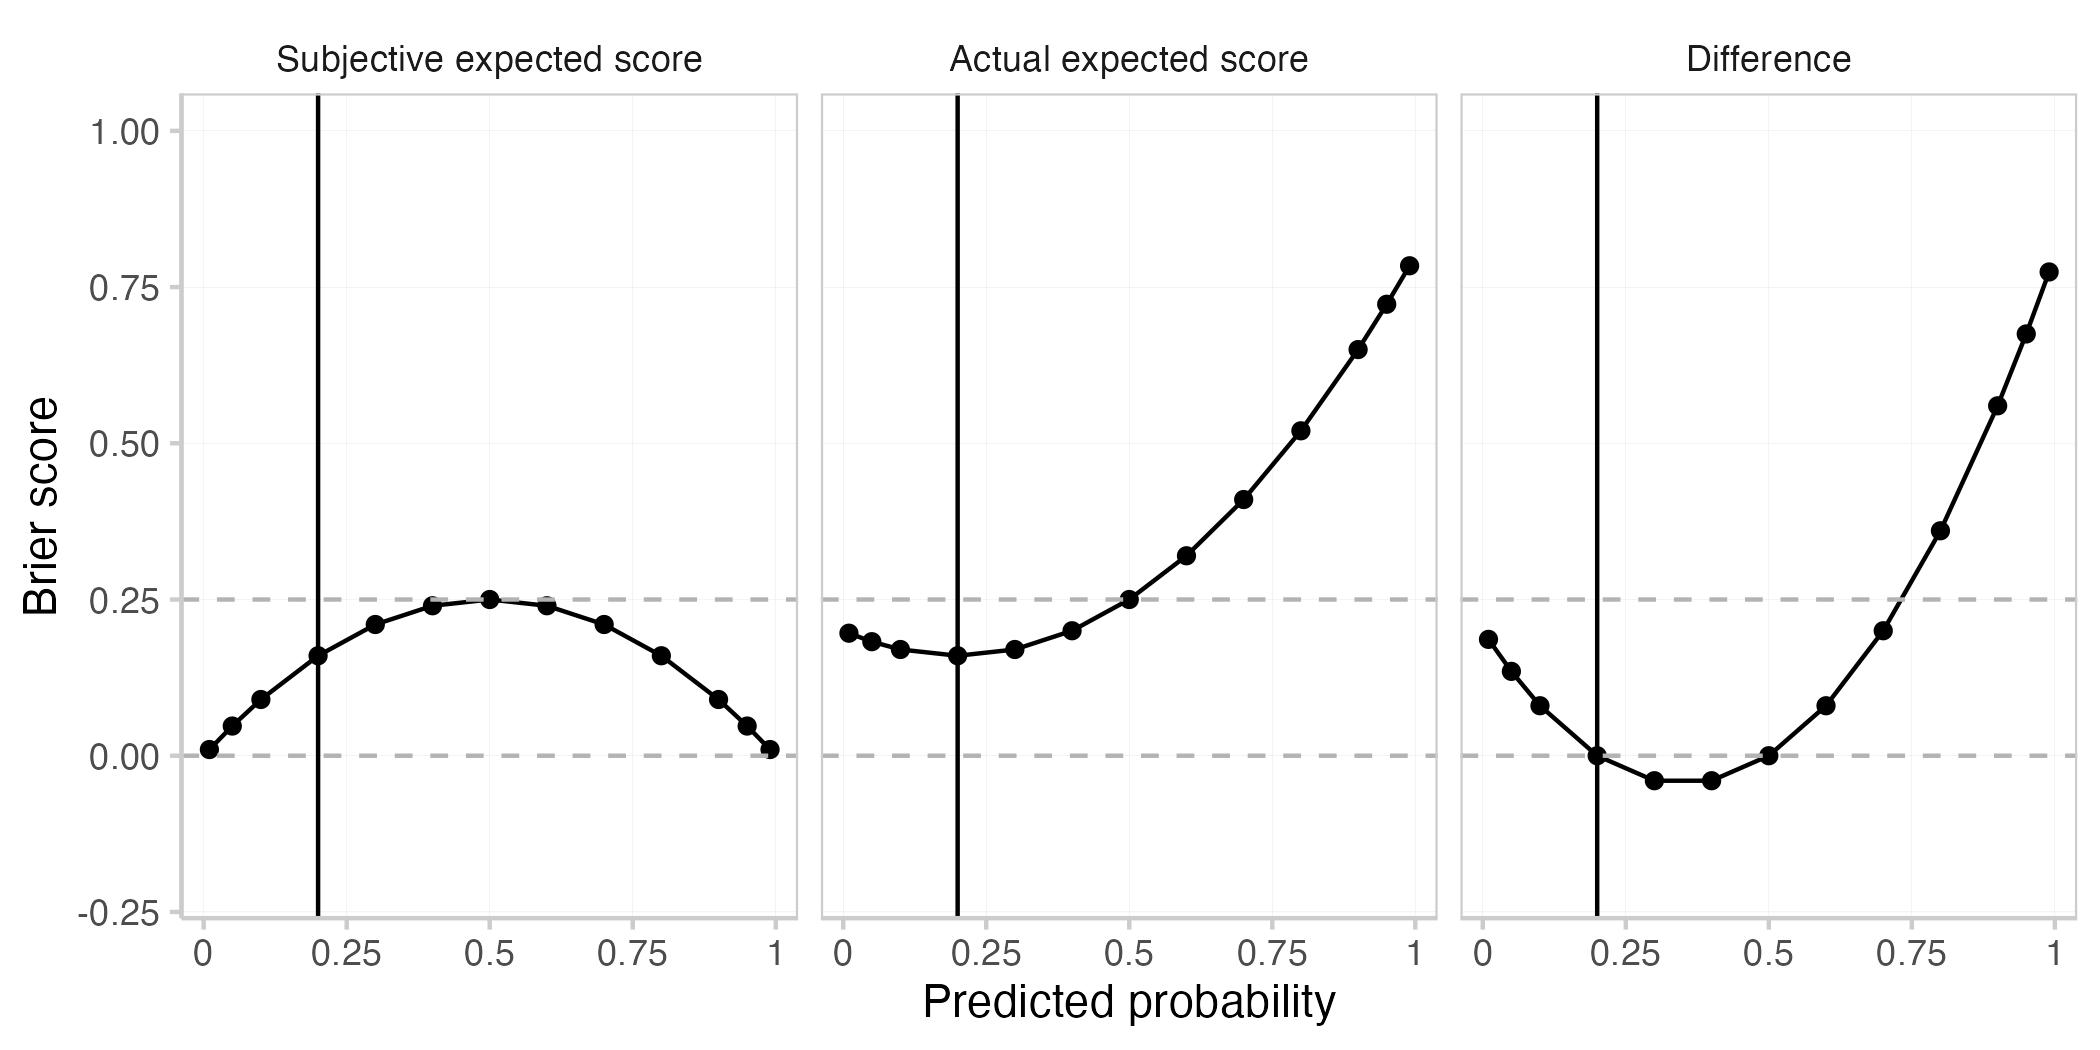 Subjective expected score
Actual expected score
Difference
Brier score
1.00
0.75
0.50
0.25
0.00
-0.25
0 0.25 0.5 0.75 1
0 0.25 0.5 0.75 1
0 0.25 0.5 0.75 1
Predicted probability